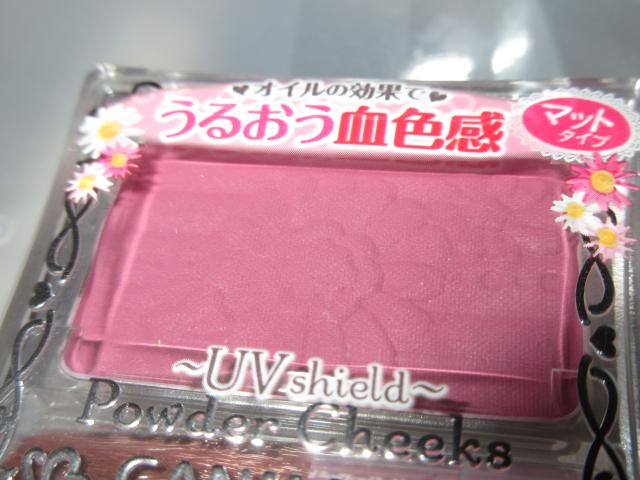 オイルの効果で
うるおう血色感
マット
タイプ
~UV shield~
Powder Cheeks